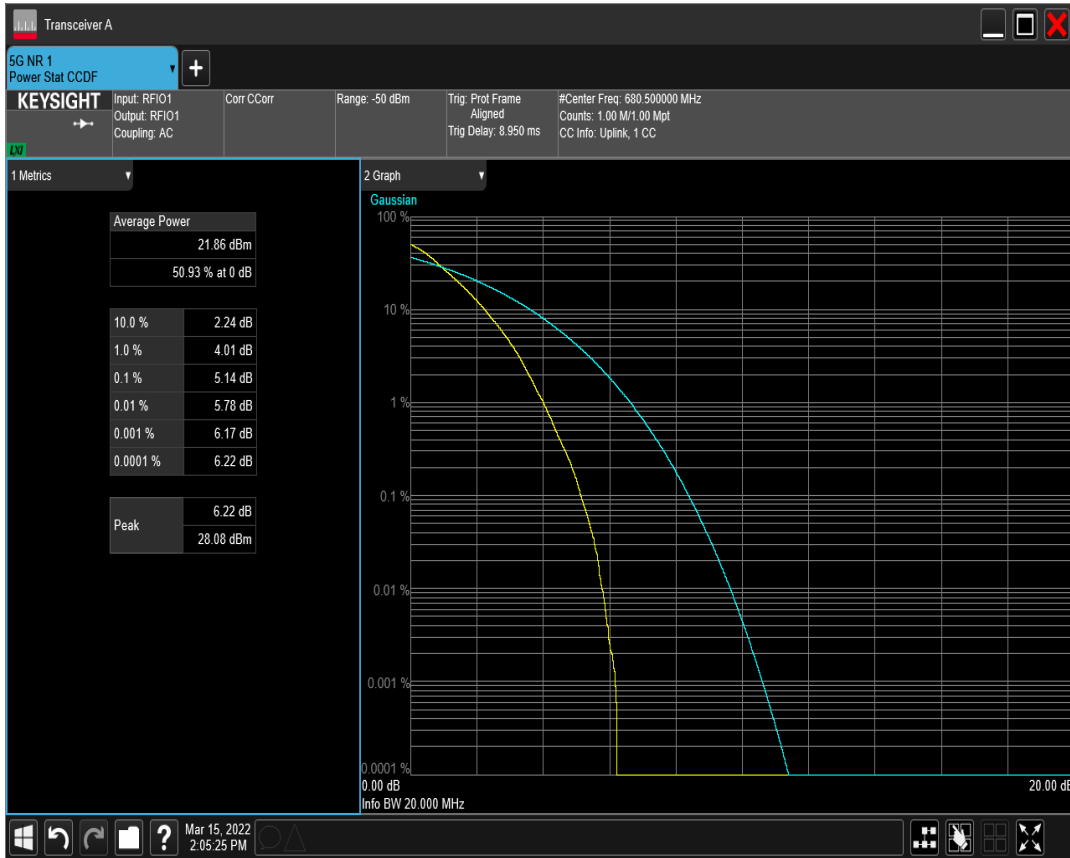 Transceiver A
5G NR 1
Power Stat CCDF
KEYSIGHT
LXI
Input: RFIO1
Output: RFIO1
Coupling: AC
Corr CCorr
Range: -50 dBm
Trig: Prot Frame
Aligned
Trig Delay: 8.950 ms
#Center Freq: 680.500000 MHz
Counts: 1.00 M/1.00 Mpt
CC Info: Uplink, 1 CC
1 Metrics
Average Power
21.86 dBm
50.93 % at 0 dB
10.0 % 2.24 dB
1.0 % 4.01 dB
0.1 % 5.14 dB
0.01 % 5.78 dB
0.001 % 6.17 dB
0.0001 % 6.22 dB
Peak
6.22 dB
28.08 dBm
2 Graph
Gaussian
100 %
10 %
1 %
0.1 %
0.01 %
0.001 %
0.0001 %
0.00 dB 20.00 dB
Info BW 20.000 MHz
?
Mar 15, 2022
2:05:25 PM